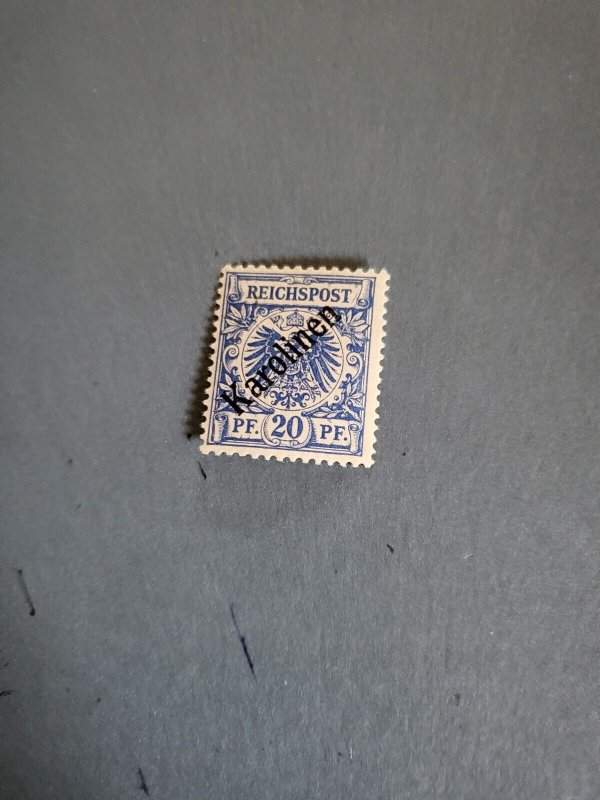 REICHSPOST
Karolinen
PF. 20 PF.